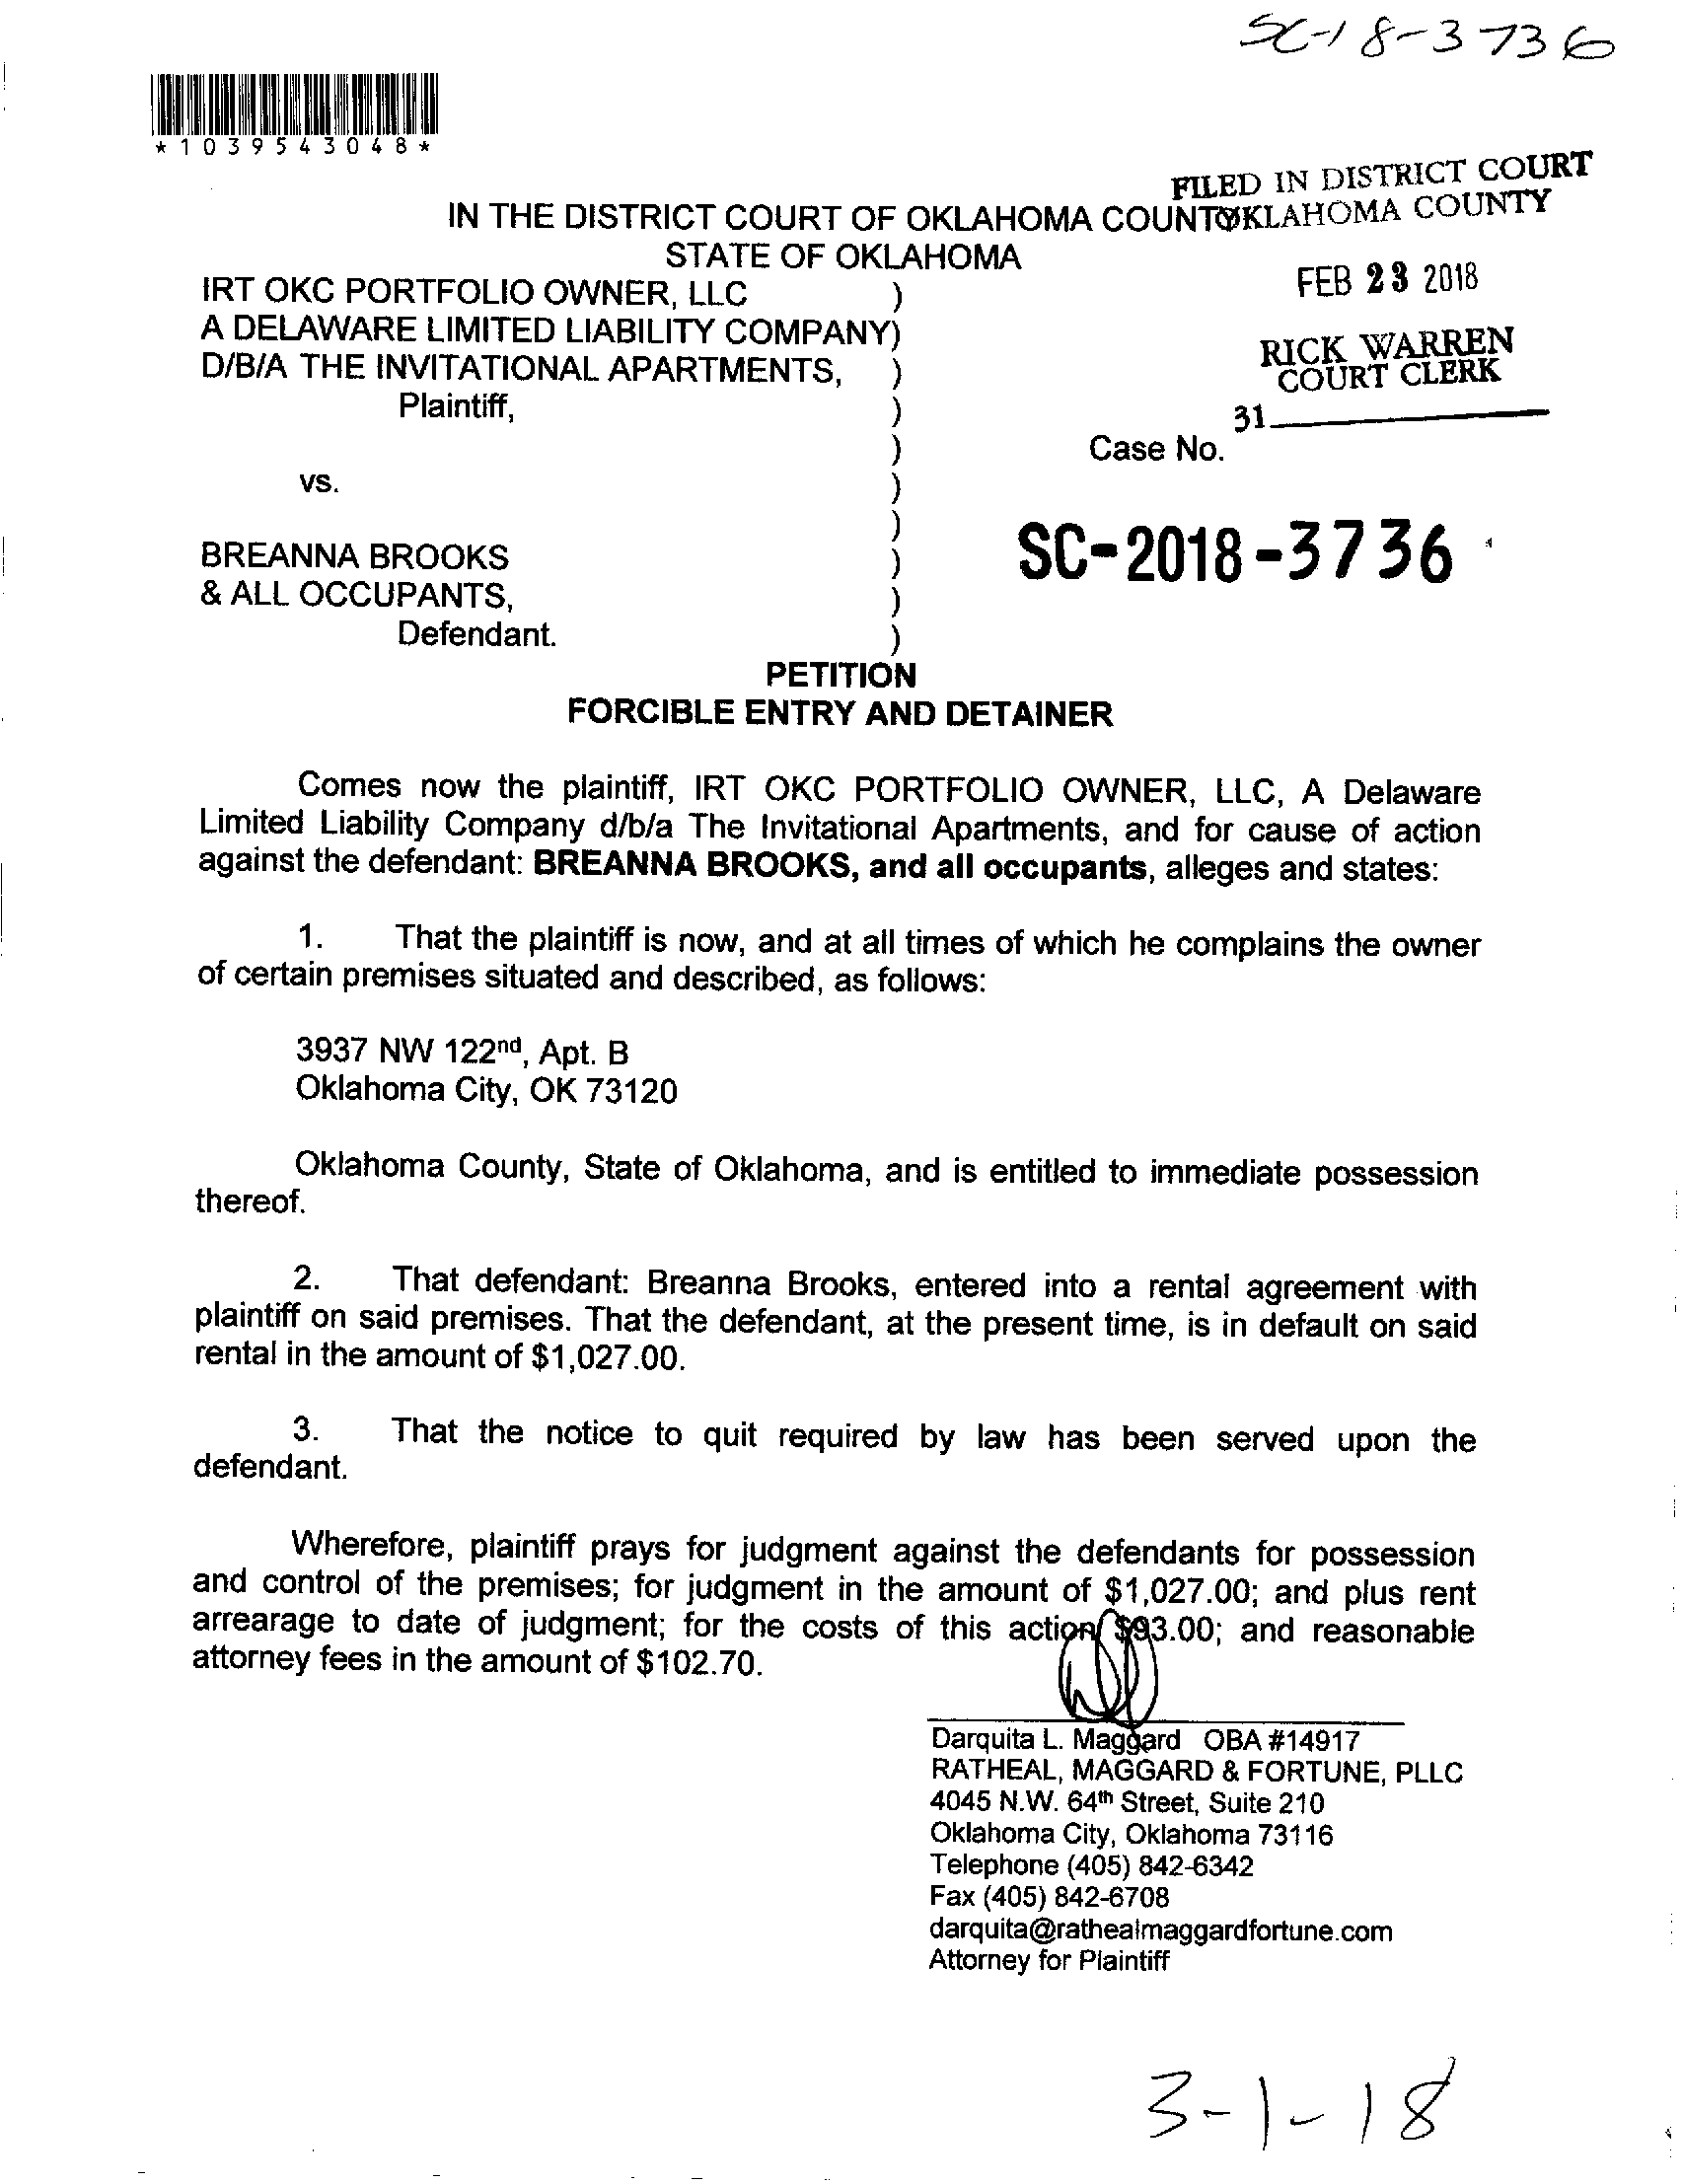 SC-18-3736
*1039543048*
FILED IN DISTRICT COURT
OKLAHOMA COUNTY
IN THE DISTRICT COURT OF OKLAHOMA COUNTY
STATE OF OKLAHOMA
FEB 23 2018
IRT OKC PORTFOLIO OWNER, LLC )
A DELAWARE LIMITED LIABILITY COMPANY)
D/B/A THE INVITATIONAL APARTMENTS, )
Plaintiff, )
RICK WARREN
COURT CLERK
31
) Case No.
vs. )
)
SC-2018-3736
BREANNA BROOKS )
& ALL OCCUPANTS, )
Defendant. )
PETITION
FORCIBLE ENTRY AND DETAINER
Comes now the plaintiff, IRT OKC PORTFOLIO OWNER, LLC, A Delaware
Limited Liability Company d/b/a The Invitational Apartments, and for cause of action
against the defendant: BREANNA BROOKS, and all occupants, alleges and states:
1. That the plaintiff is now, and at all times of which he complains the owner
of certain premises situated and described, as follows:
3937 NW 122nd, Apt. B
Oklahoma City, OK 73120
Oklahoma County, State of Oklahoma, and is entitled to immediate possession
thereof.
2. That defendant: Breanna Brooks, entered into a rental agreement with
plaintiff on said premises. That the defendant, at the present time, is in default on said
rental in the amount of $1,027.00.
3. That the notice to quit required by law has been served upon the
defendant.
Wherefore, plaintiff prays for judgment against the defendants for possession
and control of the premises; for judgment in the amount of $1,027.00; and plus rent
arrearage to date of judgment; for the costs of this action $93.00; and reasonable
attorney fees in the amount of $102.70.
Darquita L. Maggard OBA #14917
RATHEAL, MAGGARD & FORTUNE, PLLC
4045 N.W. 64th Street, Suite 210
Oklahoma City, Oklahoma 73116
Telephone (405) 842-6342
Fax (405) 842-6708
darquita@rathealmaggardfortune.com
Attorney for Plaintiff
3-1-18